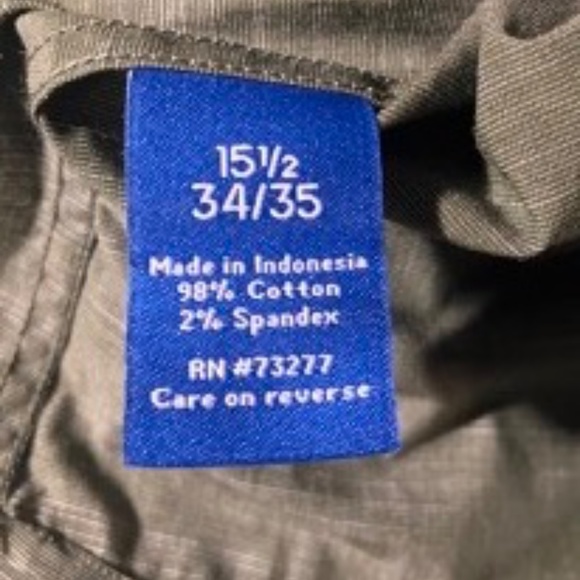 15½
34/35
Made in Indonesia
98% Cotton
2% Spandex
RN #73277
Care on reverse